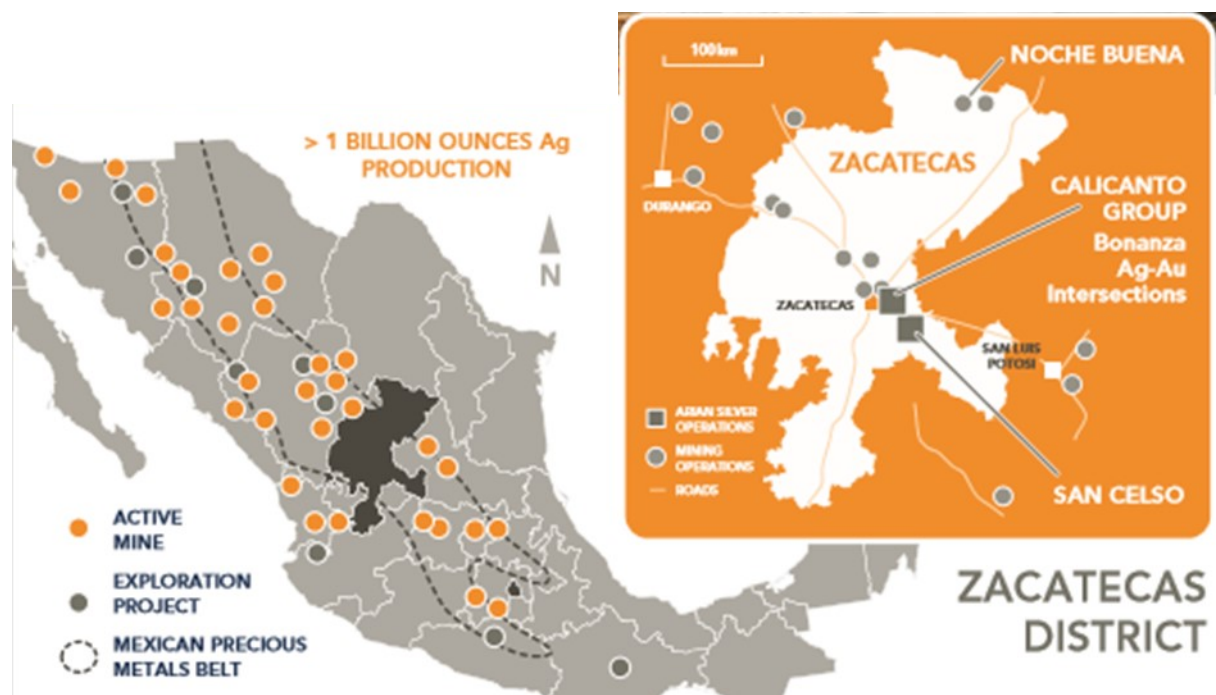 > 1 BILLION OUNCES Ag
PRODUCTION
N
ACTIVE
MINE
EXPLORATION
PROJECT
MEXICAN PRECIOUS
METALS BELT
100km
NOCHE BUENA
ZACATECAS
DURANGO
CALICANTO
GROUP
Bonanza
Ag-Au
Intersections
ZACATECAS
SAN LUIS
POTOSI
ARIAN SILVER
OPERATIONS
MINING
OPERATIONS
ROADS
SAN CELSO
ZACATECAS
DISTRICT